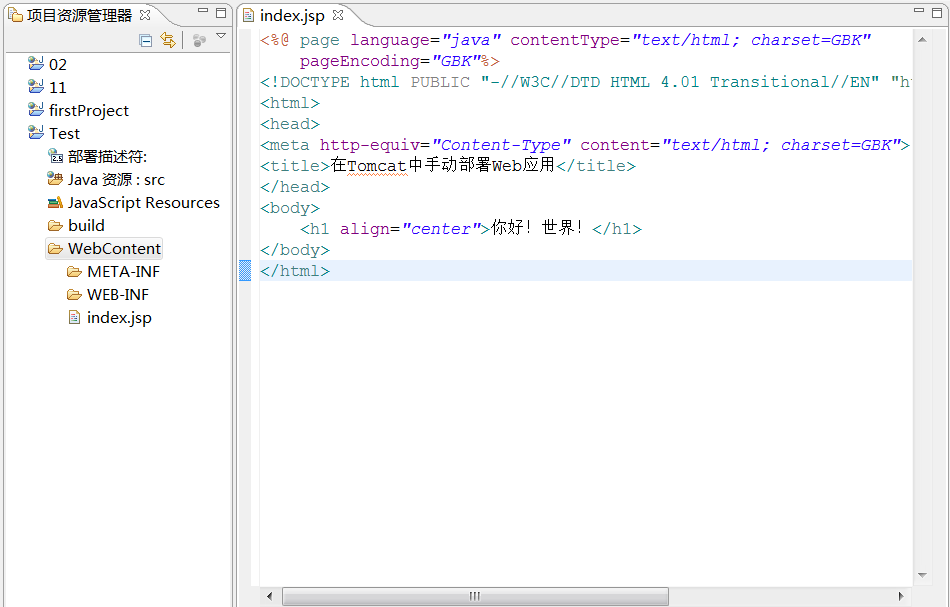 项目资源管理器
02
11
firstProject
Test
部署描述符:
Java 资源 : src
JavaScript Resources
build
WebContent
META-INF
WEB-INF
index.jsp
index.jsp
<%@ page language="java" contentType="text/html; charset=GBK"
pageEncoding="GBK"%>
<!DOCTYPE html PUBLIC "-//W3C//DTD HTML 4.01 Transitional//EN" "ht
<html>
<head>
<meta http-equiv="Content-Type" content="text/html; charset=GBK">
<title>在Tomcat中手动部署Web应用</title>
</head>
<body>
<h1 align="center">你好！世界！</h1>
</body>
</html>